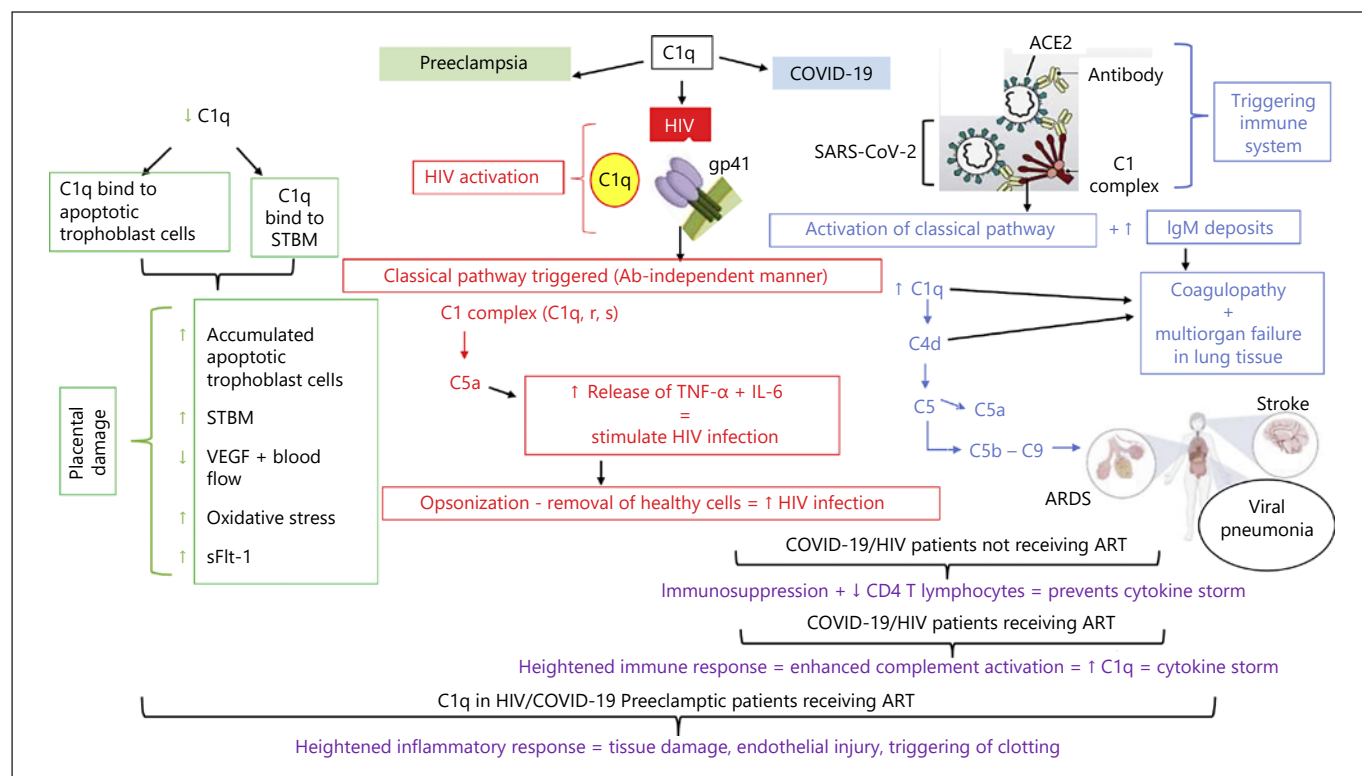 C1q
Preeclampsia
COVID-19
↓ C1q
C1q bind to
apoptotic
trophoblast cells
C1q
bind to
STBM
Placental
damage
↑ Accumulated
apoptotic
trophoblast cells
↑ STBM
↓ VEGF + blood
flow
↑ Oxidative stress
↑ sFlt-1
HIV
HIV activation
C1q
gp41
Classical pathway triggered (Ab-independent manner)
C1 complex (C1q, r, s)
C5a
↑ Release of TNF-α + IL-6
=
stimulate HIV infection
Opsonization - removal of healthy cells = ↑ HIV infection
ACE2
Antibody
SARS-CoV-2
C1
complex
Triggering
immune
system
Activation of classical pathway
+ ↑
IgM deposits
↑ C1q
C4d
C5
C5a
C5b – C9
Coagulopathy
+
multiorgan failure
in lung tissue
Stroke
ARDS
Viral
pneumonia
COVID-19/HIV patients not receiving ART
Immunosuppression + ↓ CD4 T lymphocytes = prevents cytokine storm
COVID-19/HIV patients receiving ART
Heightened immune response = enhanced complement activation = ↑ C1q = cytokine storm
C1q in HIV/COVID-19 Preeclamptic patients receiving ART
Heightened inflammatory response = tissue damage, endothelial injury, triggering of clotting